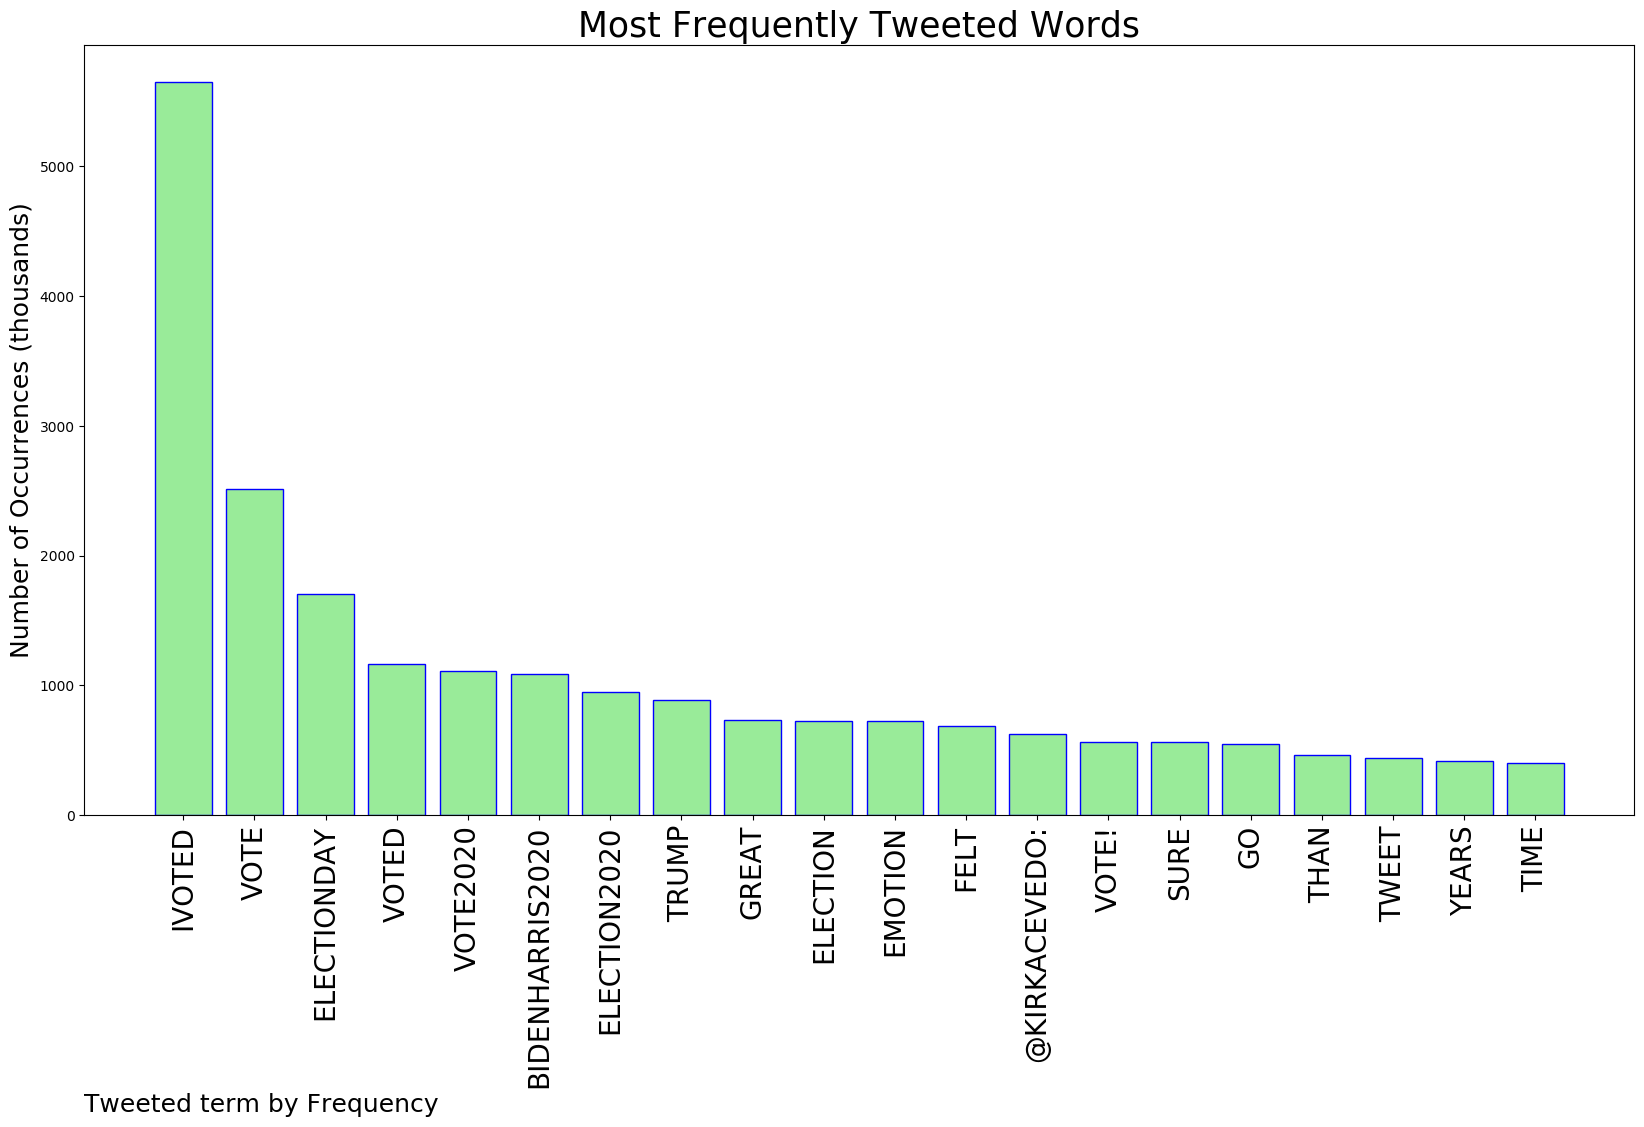 Most Frequently Tweeted Words
Number of Occurrences (thousands)
5000
4000
3000
2000
1000
0
IVOTED
VOTE
ELECTIONDAY
VOTED
VOTE2020
BIDENHARRIS2020
ELECTION2020
TRUMP
GREAT
ELECTION
EMOTION
FELT
@KIRKACEVEDO:
VOTE!
SURE
GO
THAN
TWEET
YEARS
TIME
Tweeted term by Frequency